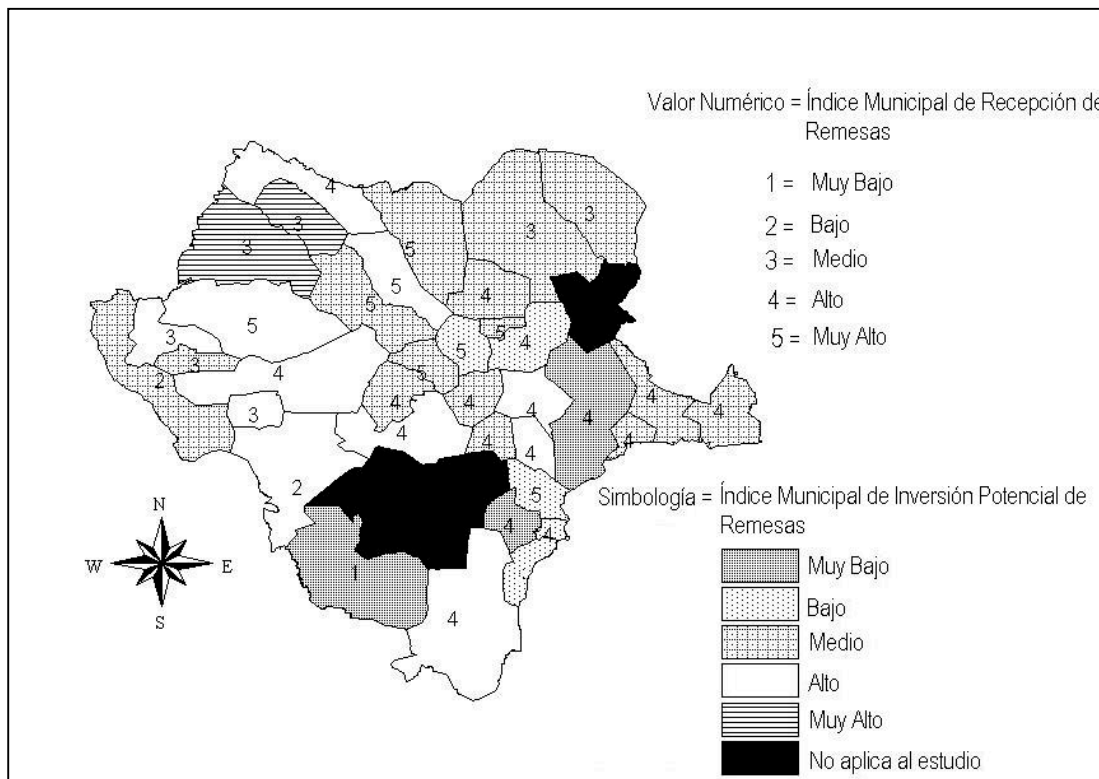 Valor Numérico = Índice Municipal de Recepción de
Remesas
1 = Muy Bajo
2 = Bajo
3 = Medio
4 = Alto
5 = Muy Alto
4
3
3
3
3
5
5
4
5
5
5
4
3
5
3
2
4
3
3
5
4
4
4
4
4
4
4
4
4
4
2
5
4
4
1
4
N
W E
S
Simbología = Índice Municipal de Inversión Potencial de
Remesas
Muy Bajo
Bajo
Medio
Alto
Muy Alto
No aplica al estudio